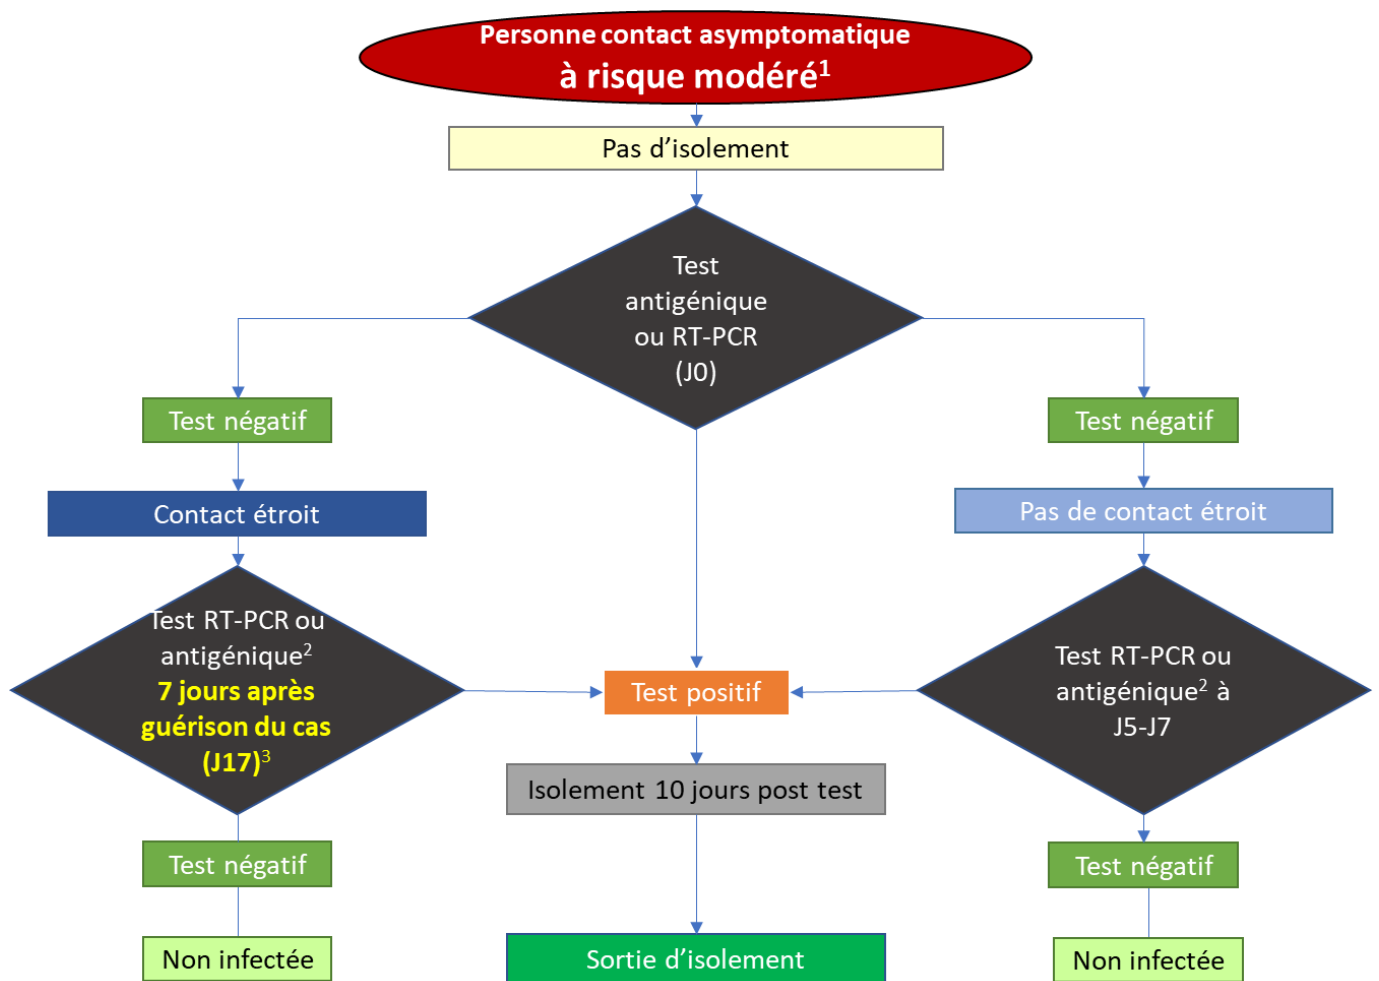 Personne contact asymptomatique
à risque modéré¹
Pas d’isolement
Test
antigénique
ou RT-PCR
(J0)
Test négatif
Test négatif
Contact étroit
Pas de contact étroit
Test RT-PCR ou
antigénique²
7 jours après
guérison du cas
(J17)³
Test positif
Test RT-PCR ou
antigénique² à
J5-J7
Isolement 10 jours post test
Test négatif
Test négatif
Non infectée
Sortie d’isolement
Non infectée